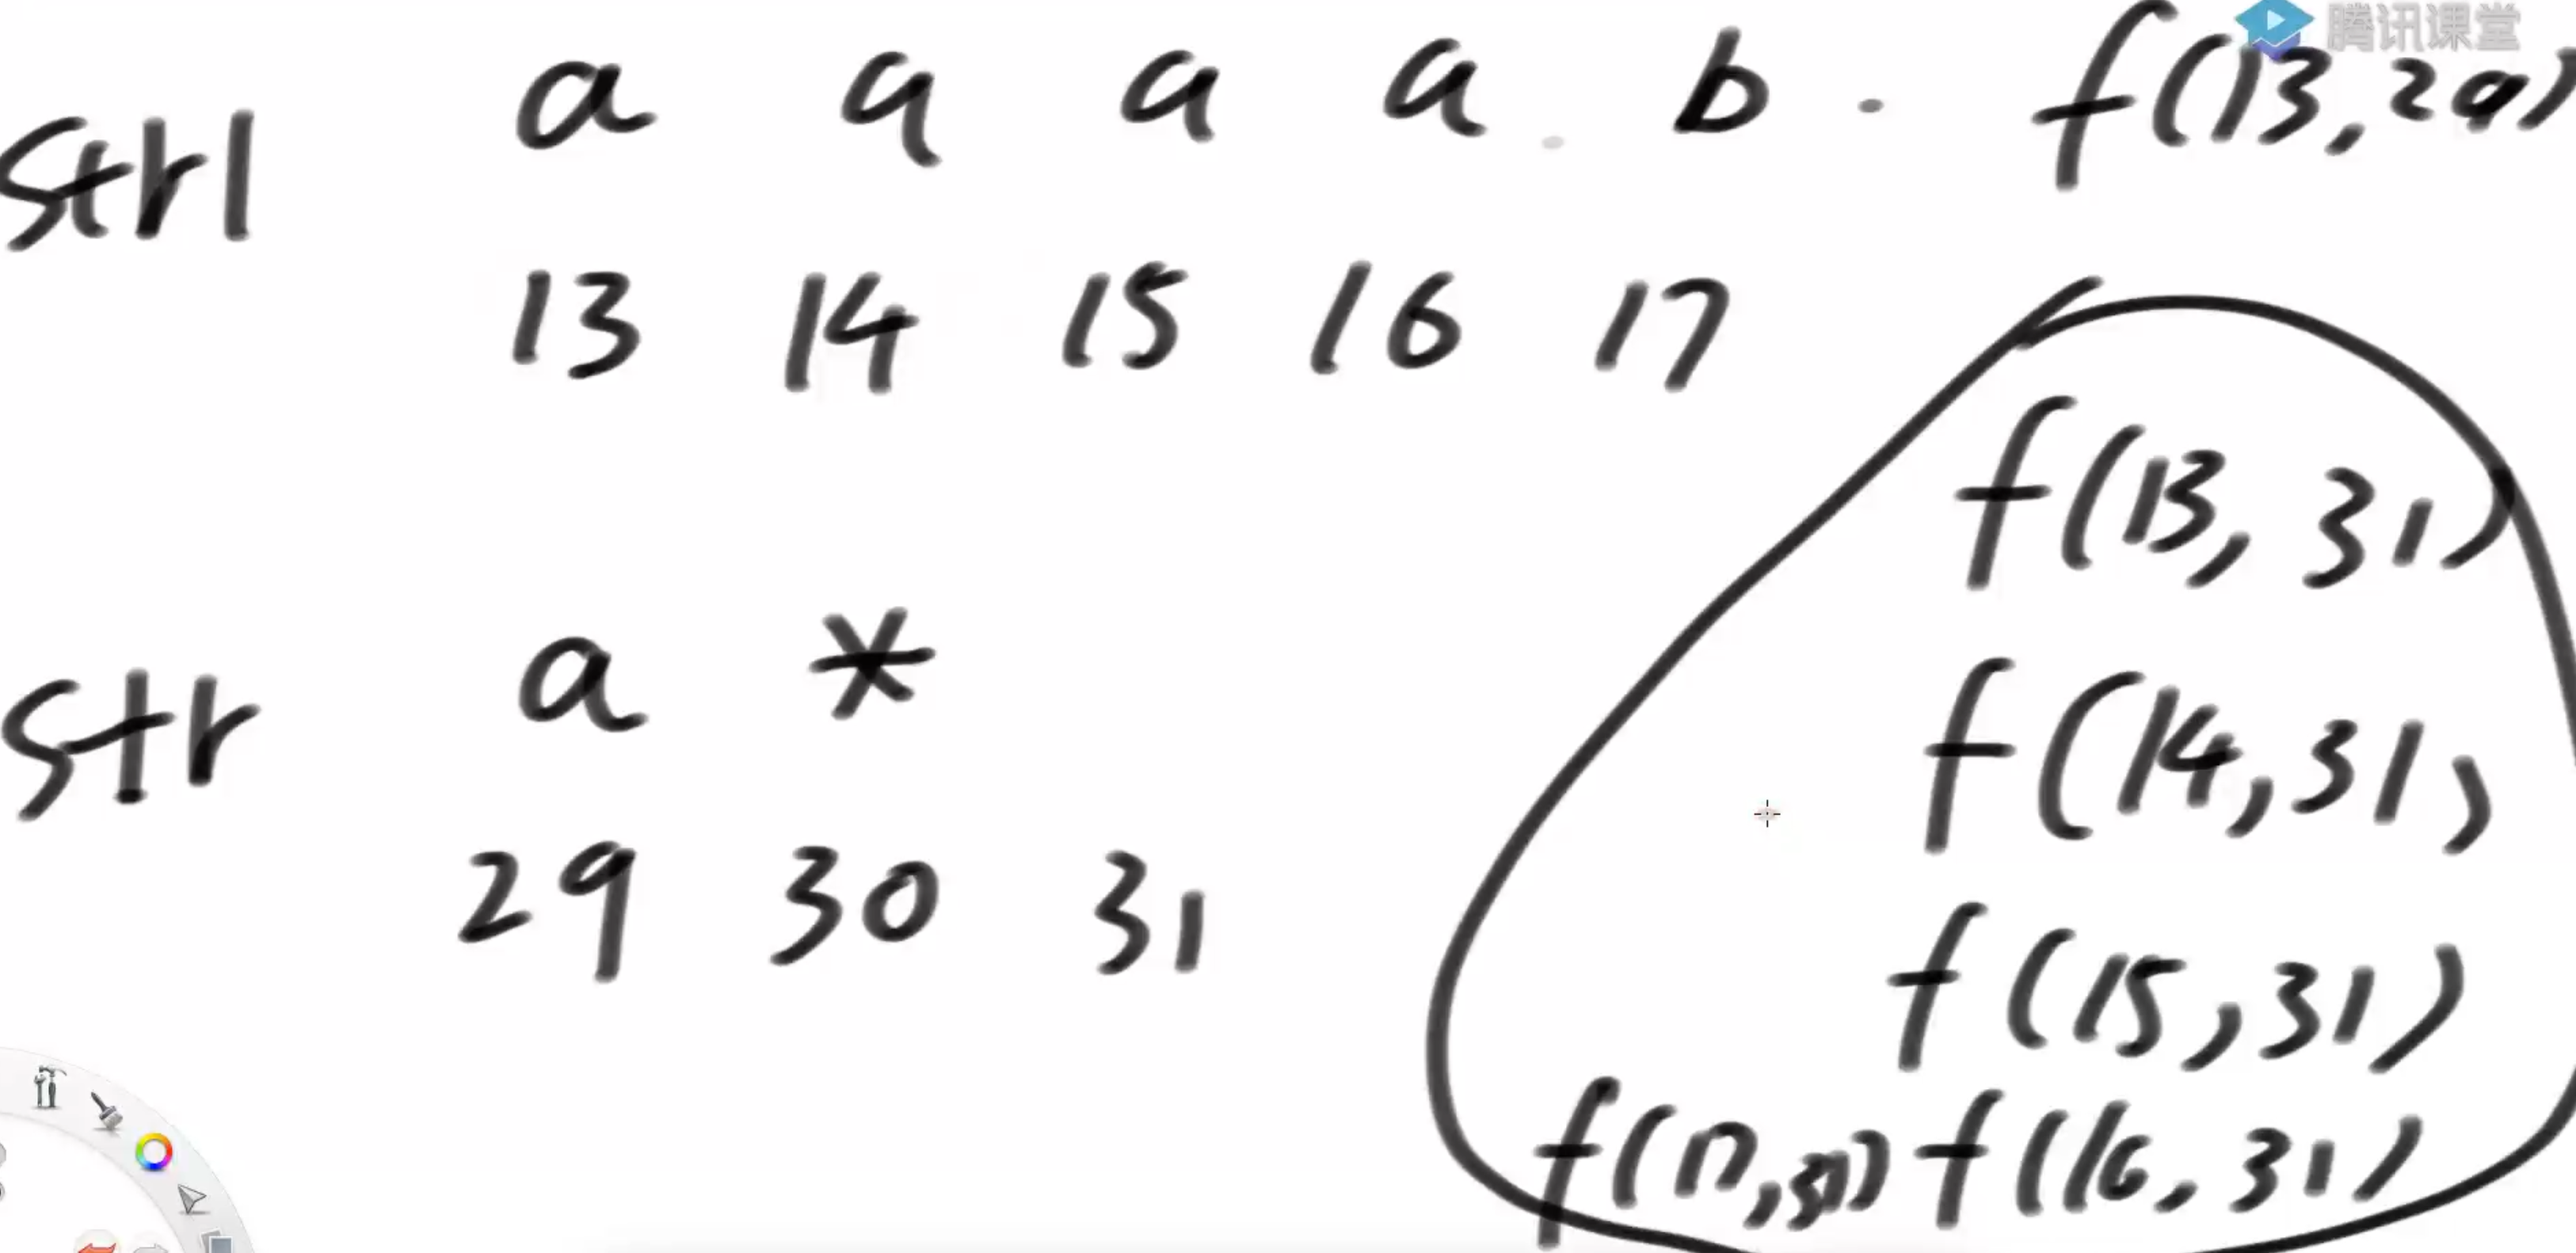 腾讯课堂
str1 a a a a b f(13,29)
13 14 15 16 17
f(13,31)
str a *
f(14,31)
29 30 31
f(15,31)
f(17,31) f(16,31)